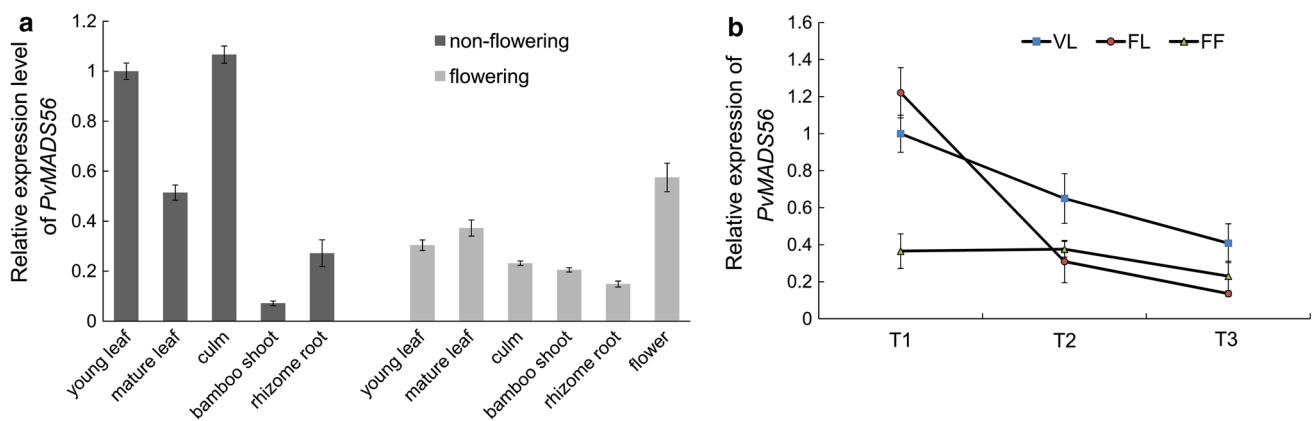 a
Relative expression level
of PvMADS56
1.2
1
0.8
0.6
0.4
0.2
0
non-flowering
flowering
young leaf
mature leaf
culm
bamboo shoot
rhizome root
young leaf
mature leaf
culm
bamboo shoot
rhizome root
flower
b
Relative expression of
PvMADS56
1.6
1.4
1.2
1
0.8
0.6
0.4
0.2
0
VL
FL
FF
T1
T2
T3